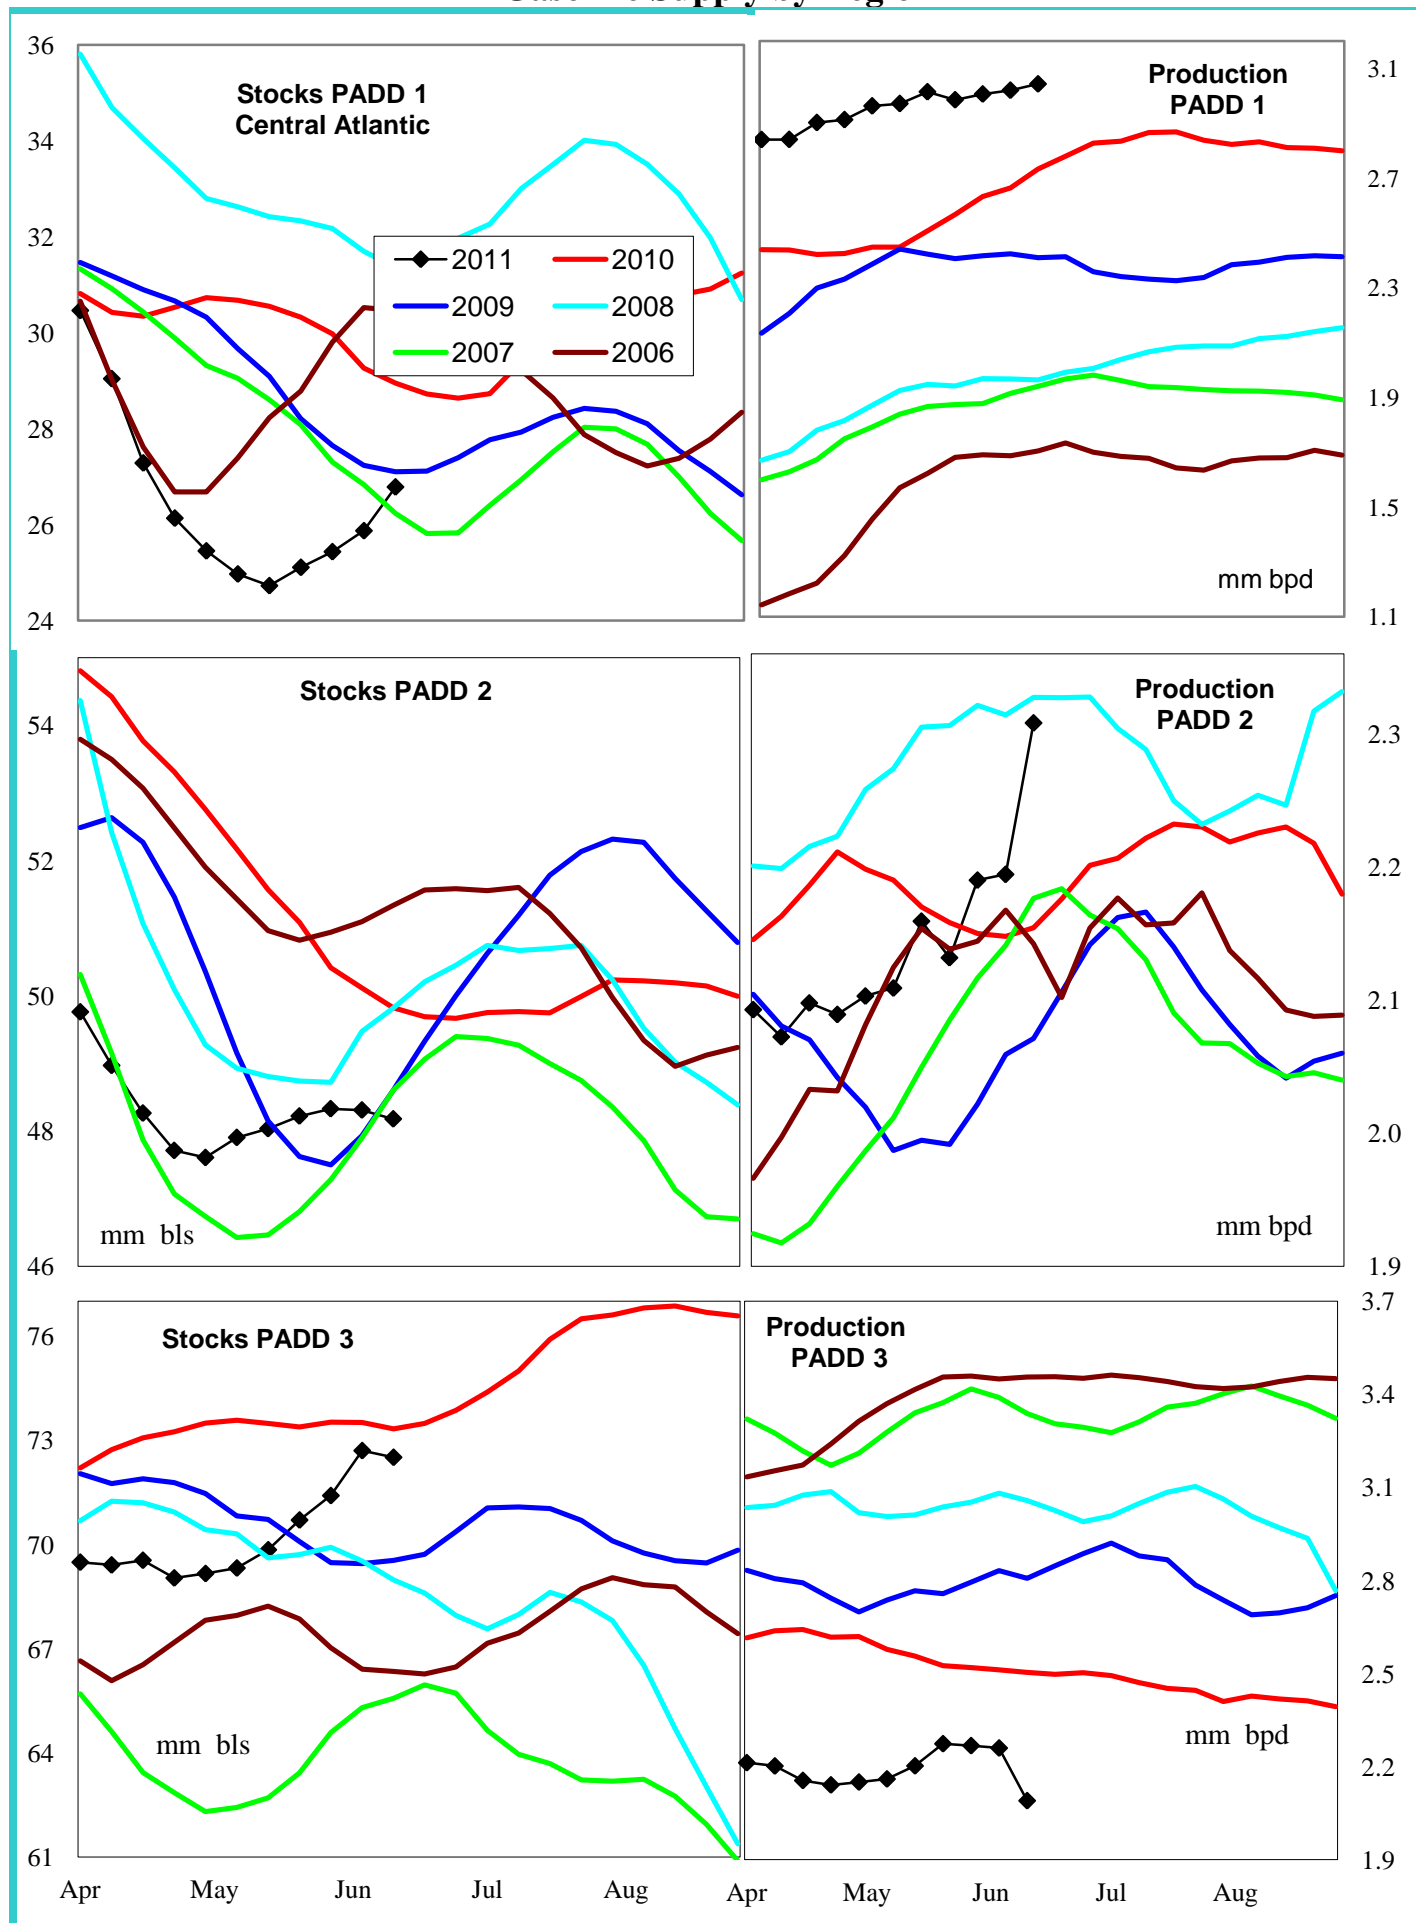 Stocks PADD 1
Central Atlantic
36
34
32
30
28
26
24
2011
2010
2009
2008
2007
2006
Production
PADD 1
mm bpd
3.1
2.7
2.3
1.9
1.5
1.1
Stocks PADD 2
54
52
50
48
46
mm bls
Production
PADD 2
mm bpd
2.3
2.2
2.1
2.0
1.9
Stocks PADD 3
76
73
70
67
64
61
mm bls
Apr May Jun Jul Aug
Production
PADD 3
mm bpd
3.7
3.4
3.1
2.8
2.5
2.2
1.9
Apr May Jun Jul Aug